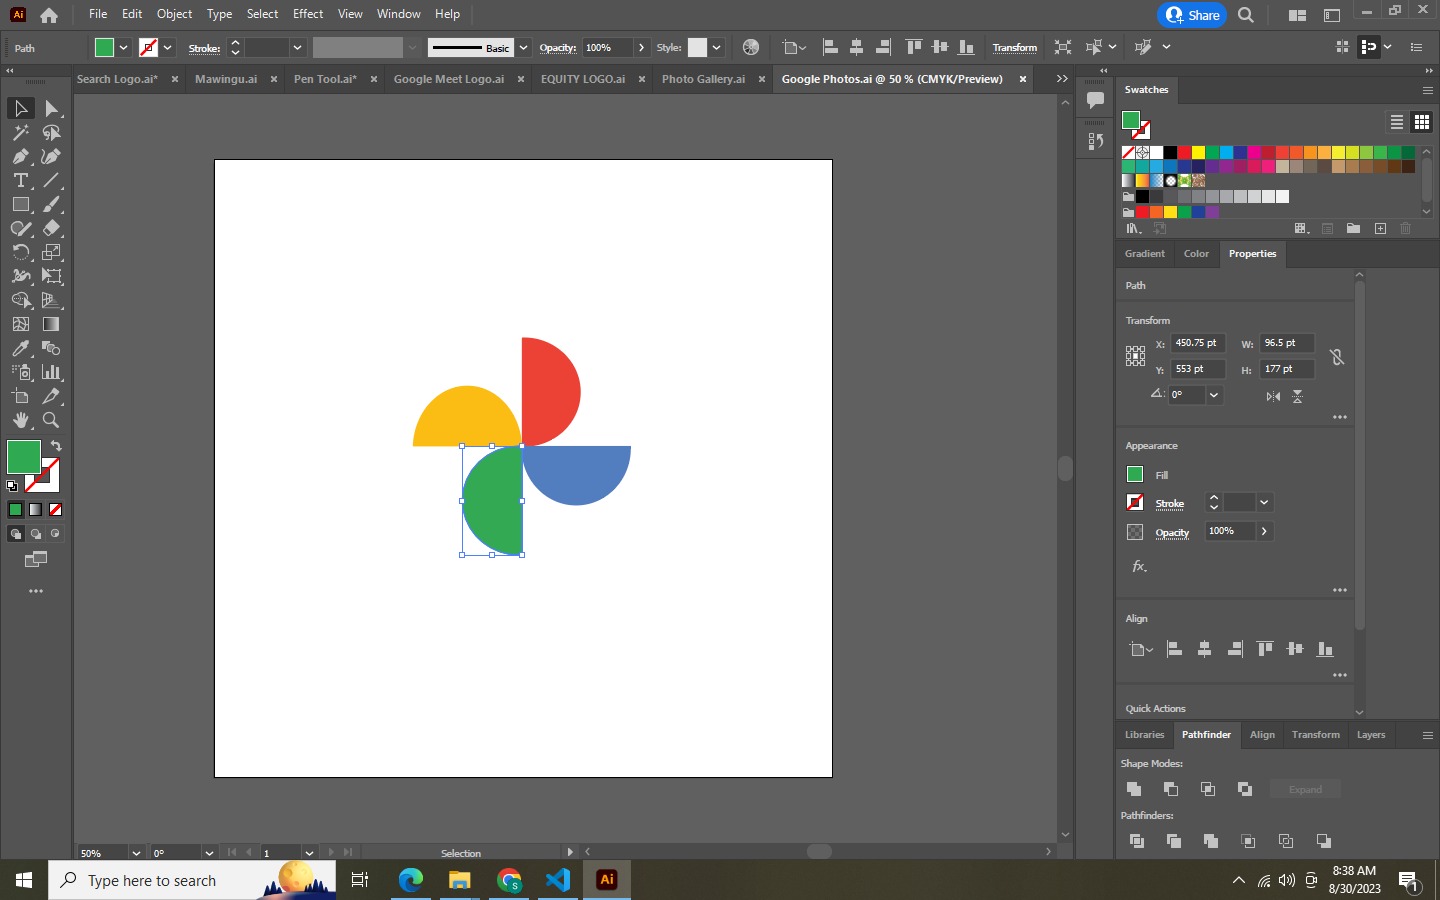 Ai File Edit Object Type Select Effect View Window Help Share
Path Stroke: Basic Opacity: 100% Style: Transform
Search Logo.ai* Mawingu.ai Pen Tool.ai* Google Meet Logo.ai EQUITY LOGO.ai Photo Gallery.ai Google Photos.ai @ 50 % (CMYK/Preview)
Swatches
Gradient Color Properties
Path
Transform
X: 450.75 pt W: 96.5 pt
Y: 553 pt H: 177 pt
0°
Appearance
Fill
Stroke
Opacity 100%
fx.
Align
Quick Actions
Libraries Pathfinder Align Transform Layers
Shape Modes:
Expand
Pathfinders:
50% 0° 1 Selection
Type here to search
Ai
8:38 AM
8/30/2023
1